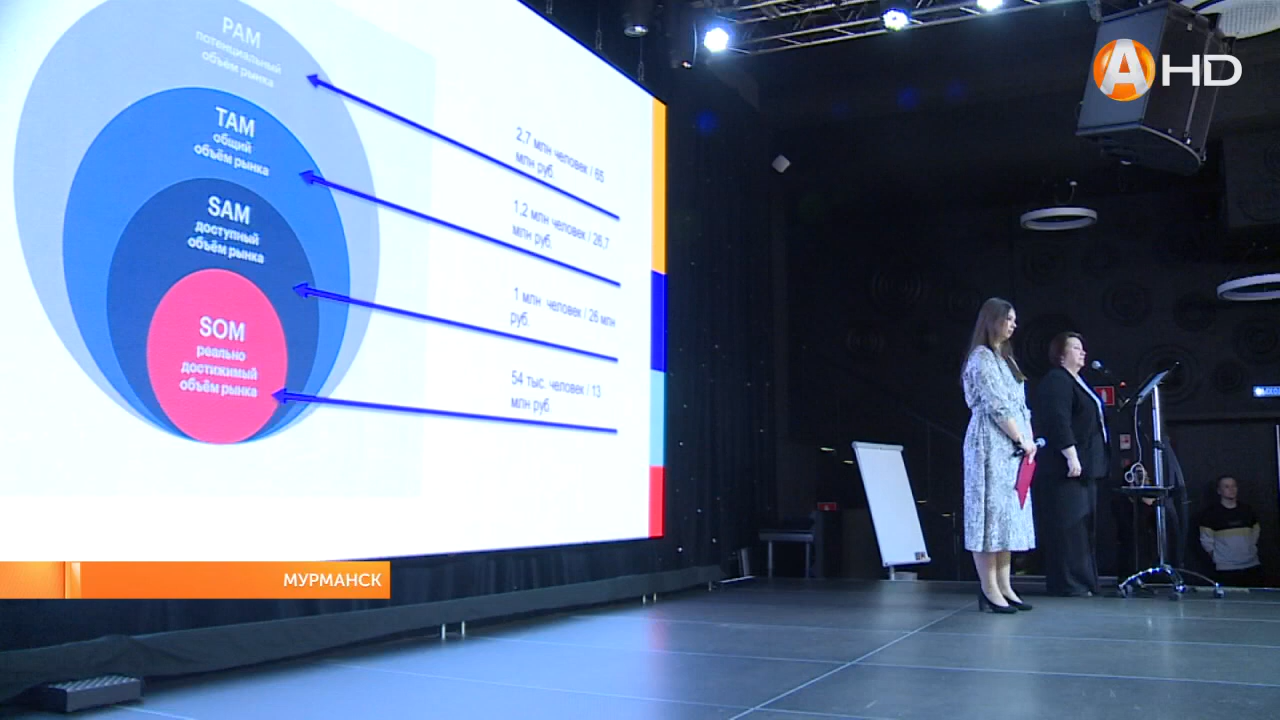 PAM
потенциальный
объём рынка
TAM
общий
объём рынка
SAM
доступный
объём рынка
SOM
реально
достижимый
объём рынка
2,7 млн человек / 65
млн руб.
1,2 млн человек / 26,7
млн руб.
1 млн человек / 26 млн
руб.
54 тыс. человек / 13
млн руб
АHD
МУРМАНСК